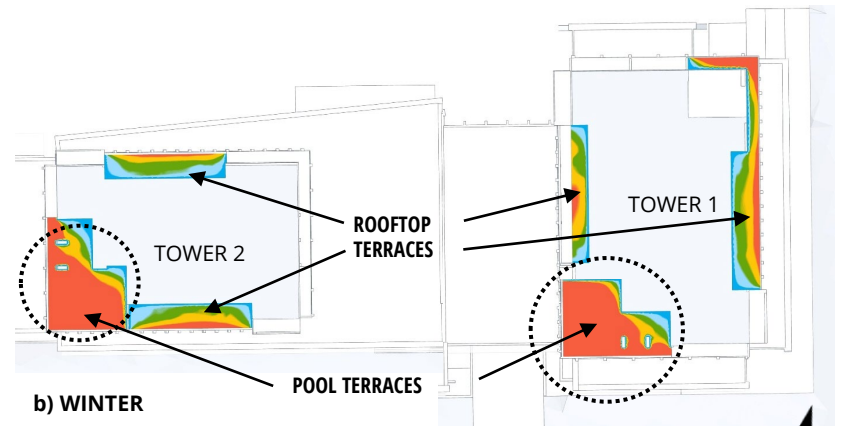 TOWER 1
ROOFTOP
TERRACES
TOWER 2
POOL TERRACES
b) WINTER